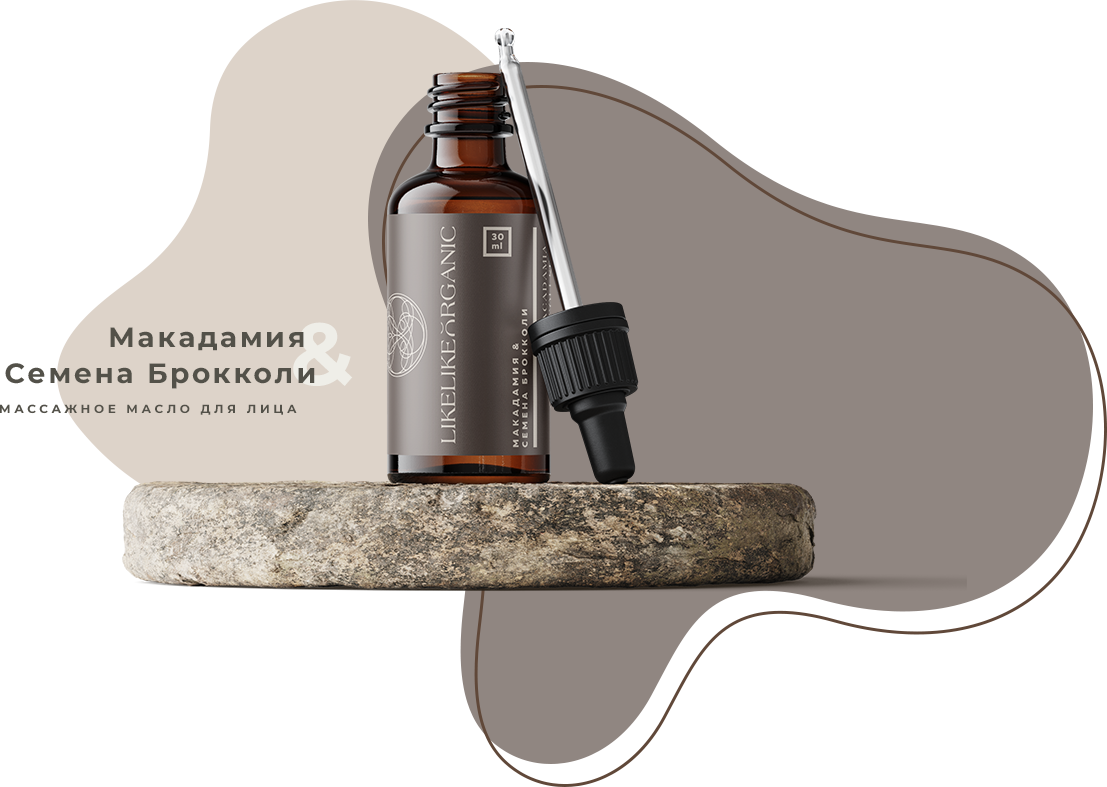 Макадамия
&
Семена Брокколи
МАССАЖНОЕ МАСЛО ДЛЯ ЛИЦА
LIKELIKEORGANIC
30
ml
МАКАДАМИЯ &
СЕМЕНА БРОККОЛИ